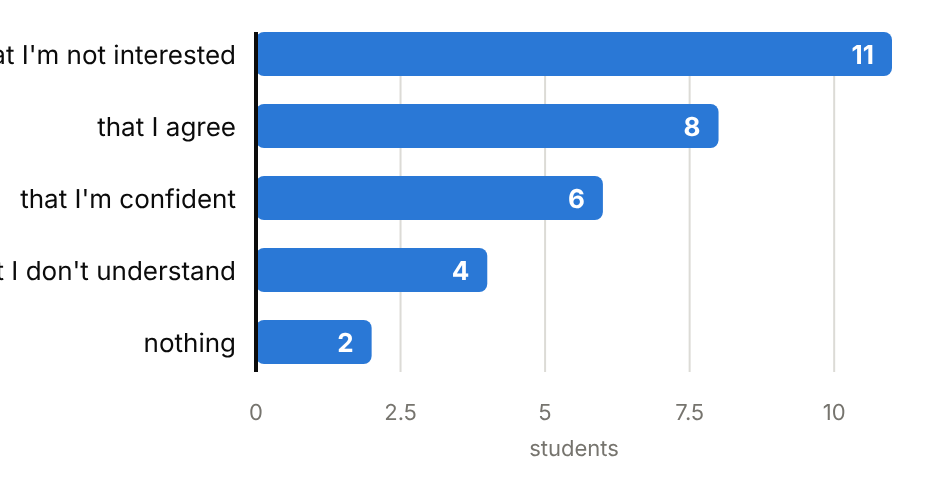 I'm not interested 11
that I agree 8
that I'm confident 6
I don't understand 4
nothing 2
0 2.5 5 7.5 10
students